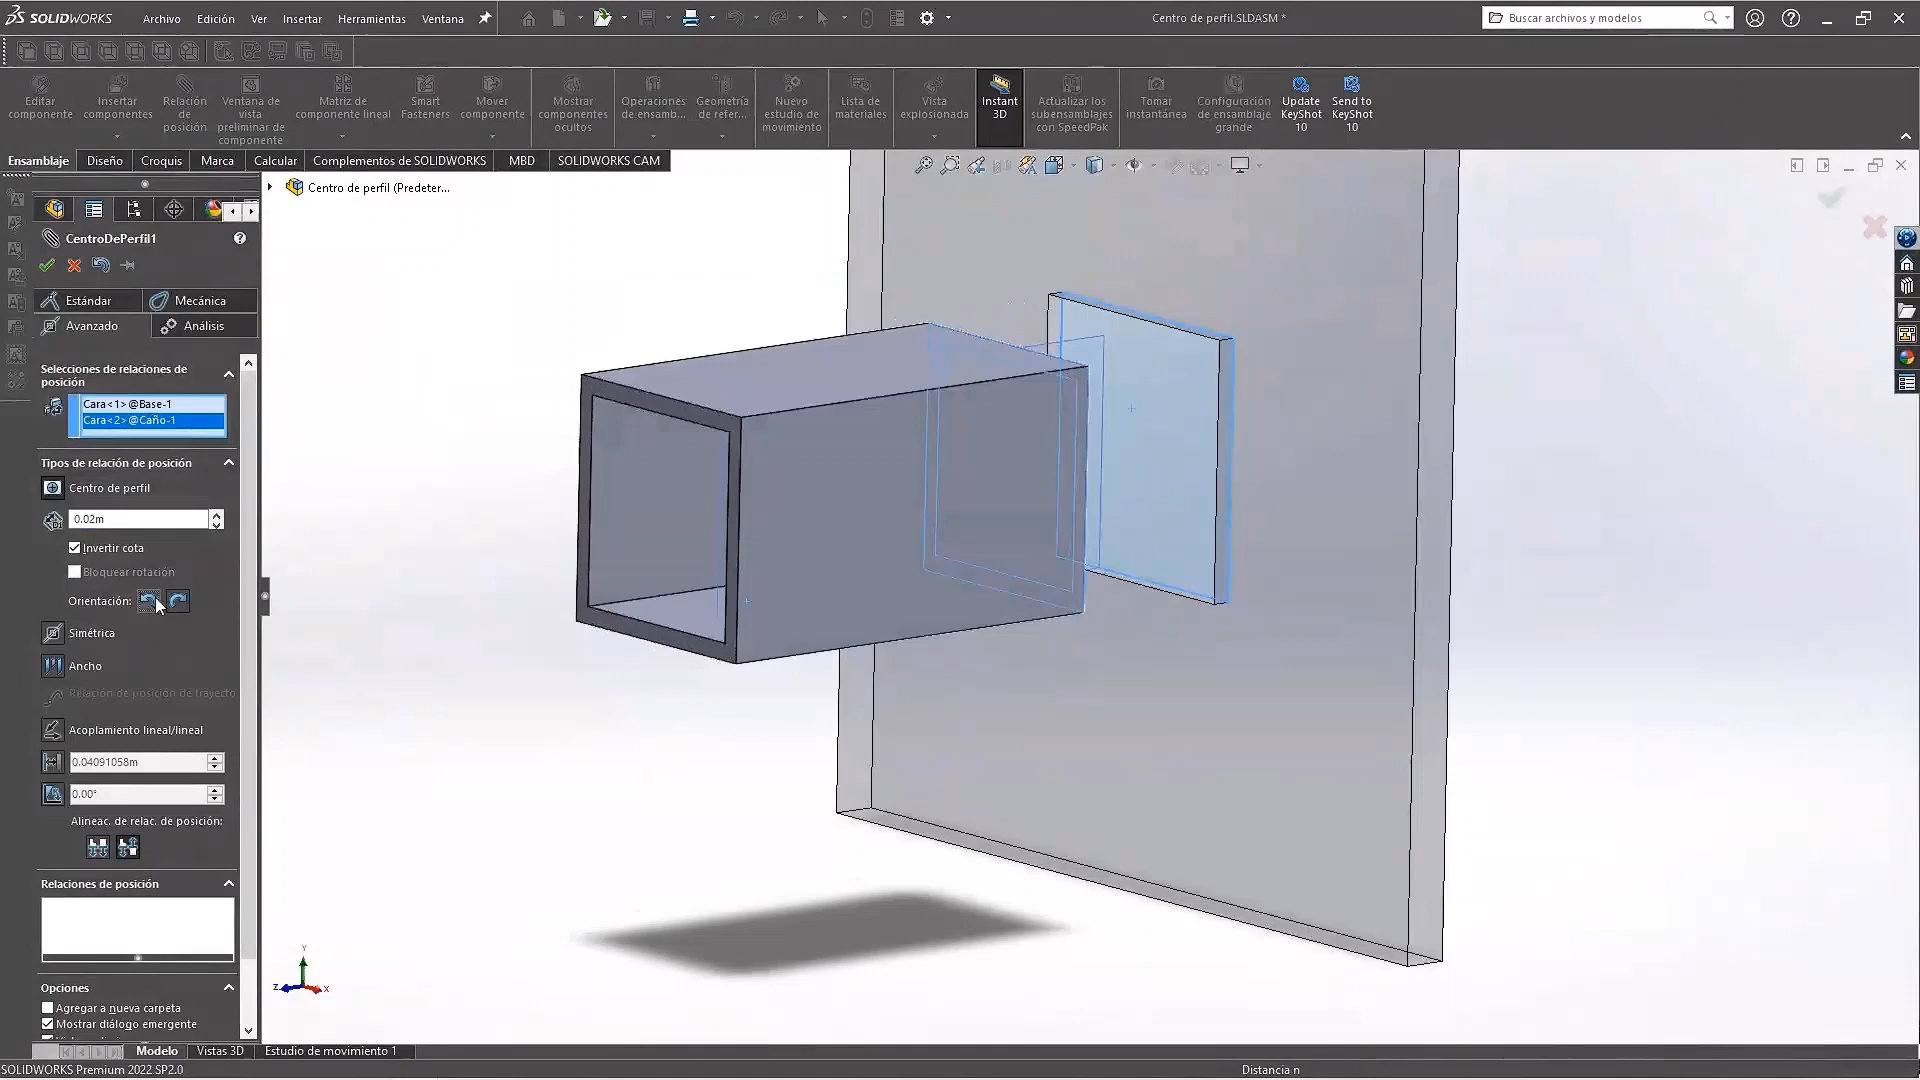 SOLIDWORKS
Archivo
Edición
Ver
Insertar
Herramientas
Ventana
Centro de perfil.SLDASM *
Buscar archivos y modelos
Editar componente
Insertar componentes
Relación de posición
Ventana de vista preliminar de componente
Matriz de componente lineal
Smart Fasteners
Mover componente
Mostrar componentes ocultos
Operaciones de ensamb...
Geometría de refer...
Nuevo estudio de movimiento
Lista de materiales
Vista explosionada
Instant 3D
Actualizar los subensamblajes con SpeedPak
Tomar instantánea
Configuración de ensamblaje grande
Update KeyShot 10
Send to KeyShot 10
Ensamblaje
Diseño
Croquis
Marca
Calcular
Complementos de SOLIDWORKS
MBD
SOLIDWORKS CAM
Centro de perfil (Predeter...
CentroDePerfil1
Estándar
Mecánica
Avanzado
Análisis
Selecciones de relaciones de posición
Cara<1>@Base-1
Cara<2>@Caño-1
Tipos de relación de posición
Centro de perfil
0.02m
Invertir cota
Bloquear rotación
Orientación:
Simétrica
Ancho
Relación de posición de trayecto
Acoplamiento lineal/lineal
0.04091058m
0.00°
Alineac. de relac. de posición:
Relaciones de posición
Opciones
Agregar a nueva carpeta
Mostrar diálogo emergente
Y
Z
X
Modelo
Vistas 3D
Estudio de movimiento 1
SOLIDWORKS Premium 2022 SP2.0
Distancia n